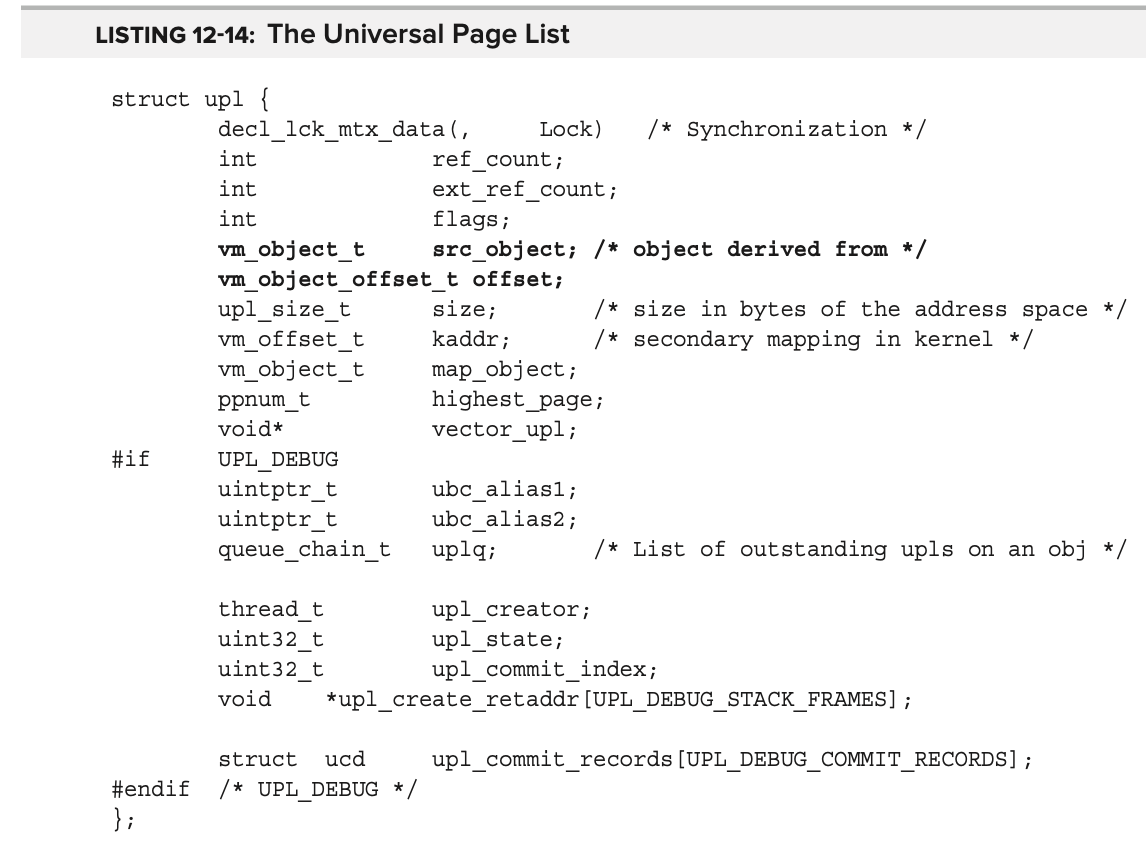 LISTING 12-14: The Universal Page List
struct upl {
decl_lck_mtx_data(, Lock) /* Synchronization */
int ref_count;
int ext_ref_count;
int flags;
vm_object_t src_object; /* object derived from */
vm_object_offset_t offset;
upl_size_t size; /* size in bytes of the address space */
vm_offset_t kaddr; /* secondary mapping in kernel */
vm_object_t map_object;
ppnum_t highest_page;
void* vector_upl;
#if UPL_DEBUG
uintptr_t ubc_alias1;
uintptr_t ubc_alias2;
queue_chain_t uplq; /* List of outstanding upls on an obj */
thread_t upl_creator;
uint32_t upl_state;
uint32_t upl_commit_index;
void *upl_create_retaddr[UPL_DEBUG_STACK_FRAMES];
struct ucd upl_commit_records[UPL_DEBUG_COMMIT_RECORDS];
#endif /* UPL_DEBUG */
};